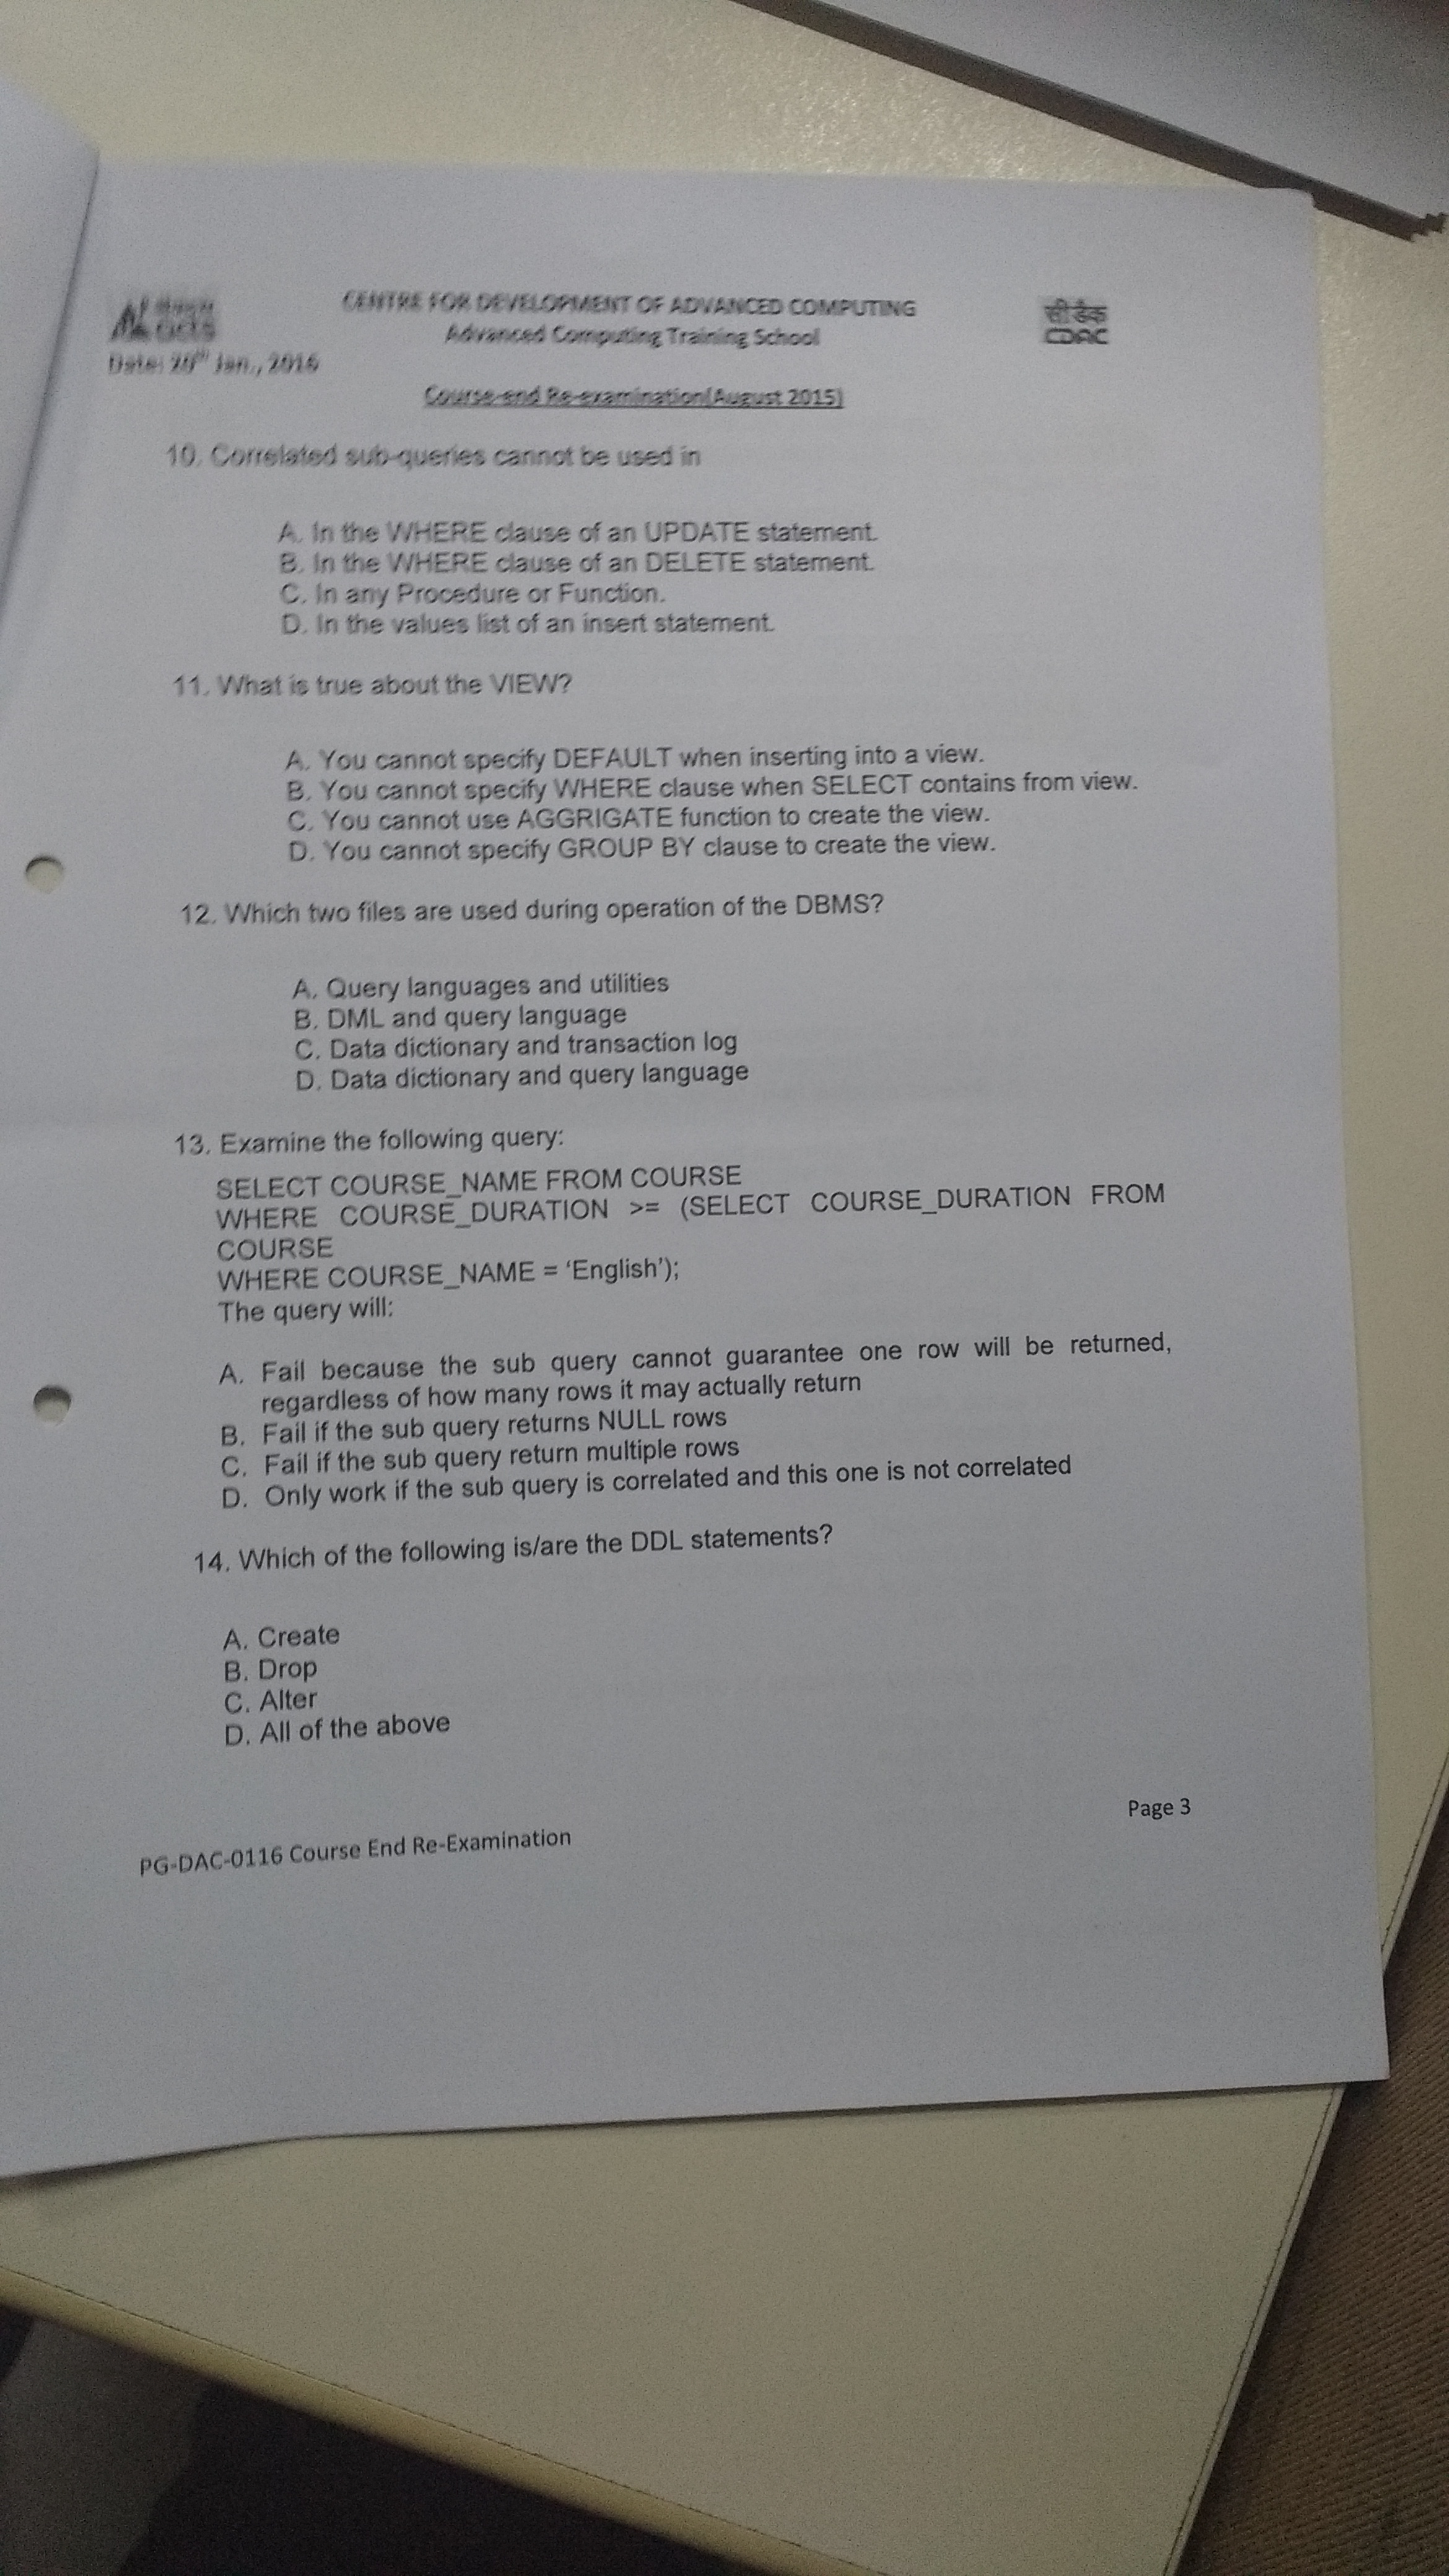 CENTRE FOR DEVELOPMENT OF ADVANCED COMPUTING
Advanced Computing Training School
सी डैक
CDAC
Date: Jan., 2016
Course-end Re-examination(August 2015)
10. Correlated sub-queries cannot be used in
A. In the WHERE clause of an UPDATE statement.
B. In the WHERE clause of an DELETE statement.
C. In any Procedure or Function.
D. In the values list of an insert statement.
11. What is true about the VIEW?
A. You cannot specify DEFAULT when inserting into a view.
B. You cannot specify WHERE clause when SELECT contains from view.
C. You cannot use AGGRIGATE function to create the view.
D. You cannot specify GROUP BY clause to create the view.
12. Which two files are used during operation of the DBMS?
A. Query languages and utilities
B. DML and query language
C. Data dictionary and transaction log
D. Data dictionary and query language
13. Examine the following query:
SELECT COURSE_NAME FROM COURSE
WHERE COURSE_DURATION >= (SELECT COURSE_DURATION FROM
COURSE
WHERE COURSE_NAME = ‘English’);
The query will:
A. Fail because the sub query cannot guarantee one row will be returned,
regardless of how many rows it may actually return
B. Fail if the sub query returns NULL rows
C. Fail if the sub query return multiple rows
D. Only work if the sub query is correlated and this one is not correlated
14. Which of the following is/are the DDL statements?
A. Create
B. Drop
C. Alter
D. All of the above
Page 3
PG-DAC-0116 Course End Re-Examination